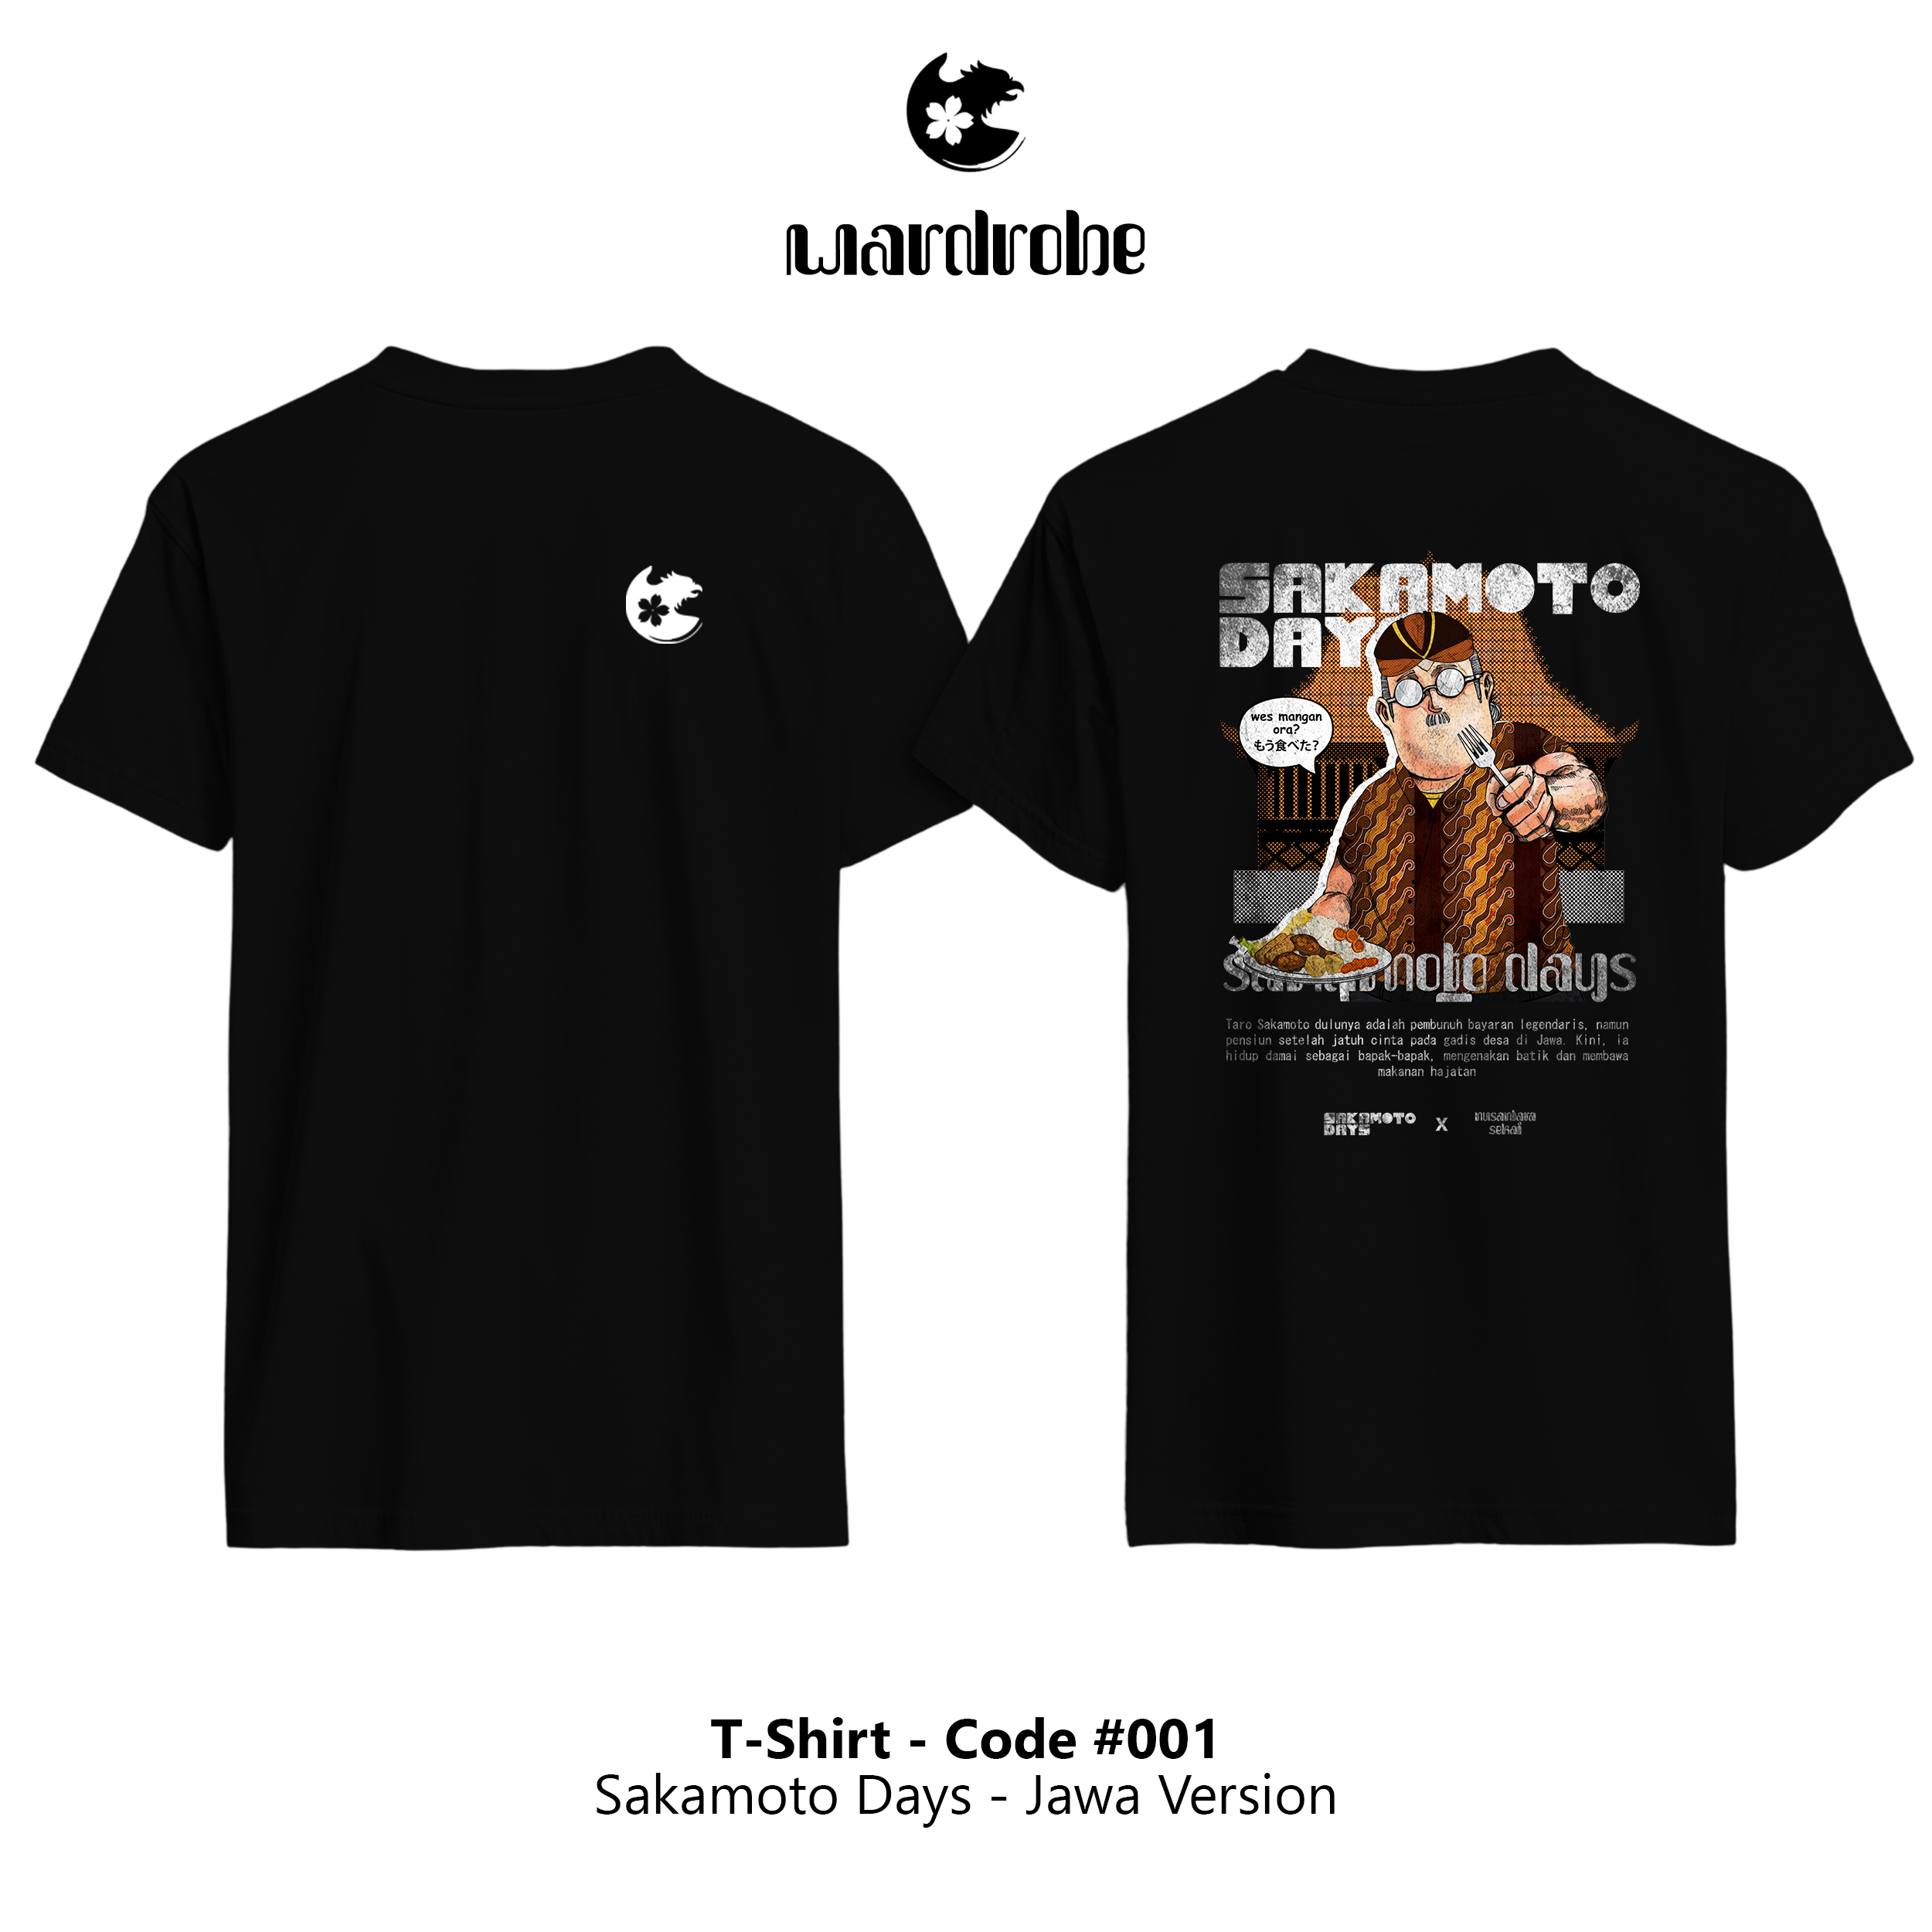 wardrobe
SAKAMOTO
DAYS
wes mangan
ora?
もう食べた?
sakamoto days
Taro Sakamoto dulunya adalah pembunuh bayaran legendaris, namun
pensiun setelah jatuh cinta pada gadis desa di Jawa. Kini, ia
hidup damai sebagai bapak-bapak, mengenakan batik dan membawa
makanan hajatan
SAKAMOTO
DAYS
X
nusantara
sekai
T-Shirt - Code #001
Sakamoto Days - Jawa Version